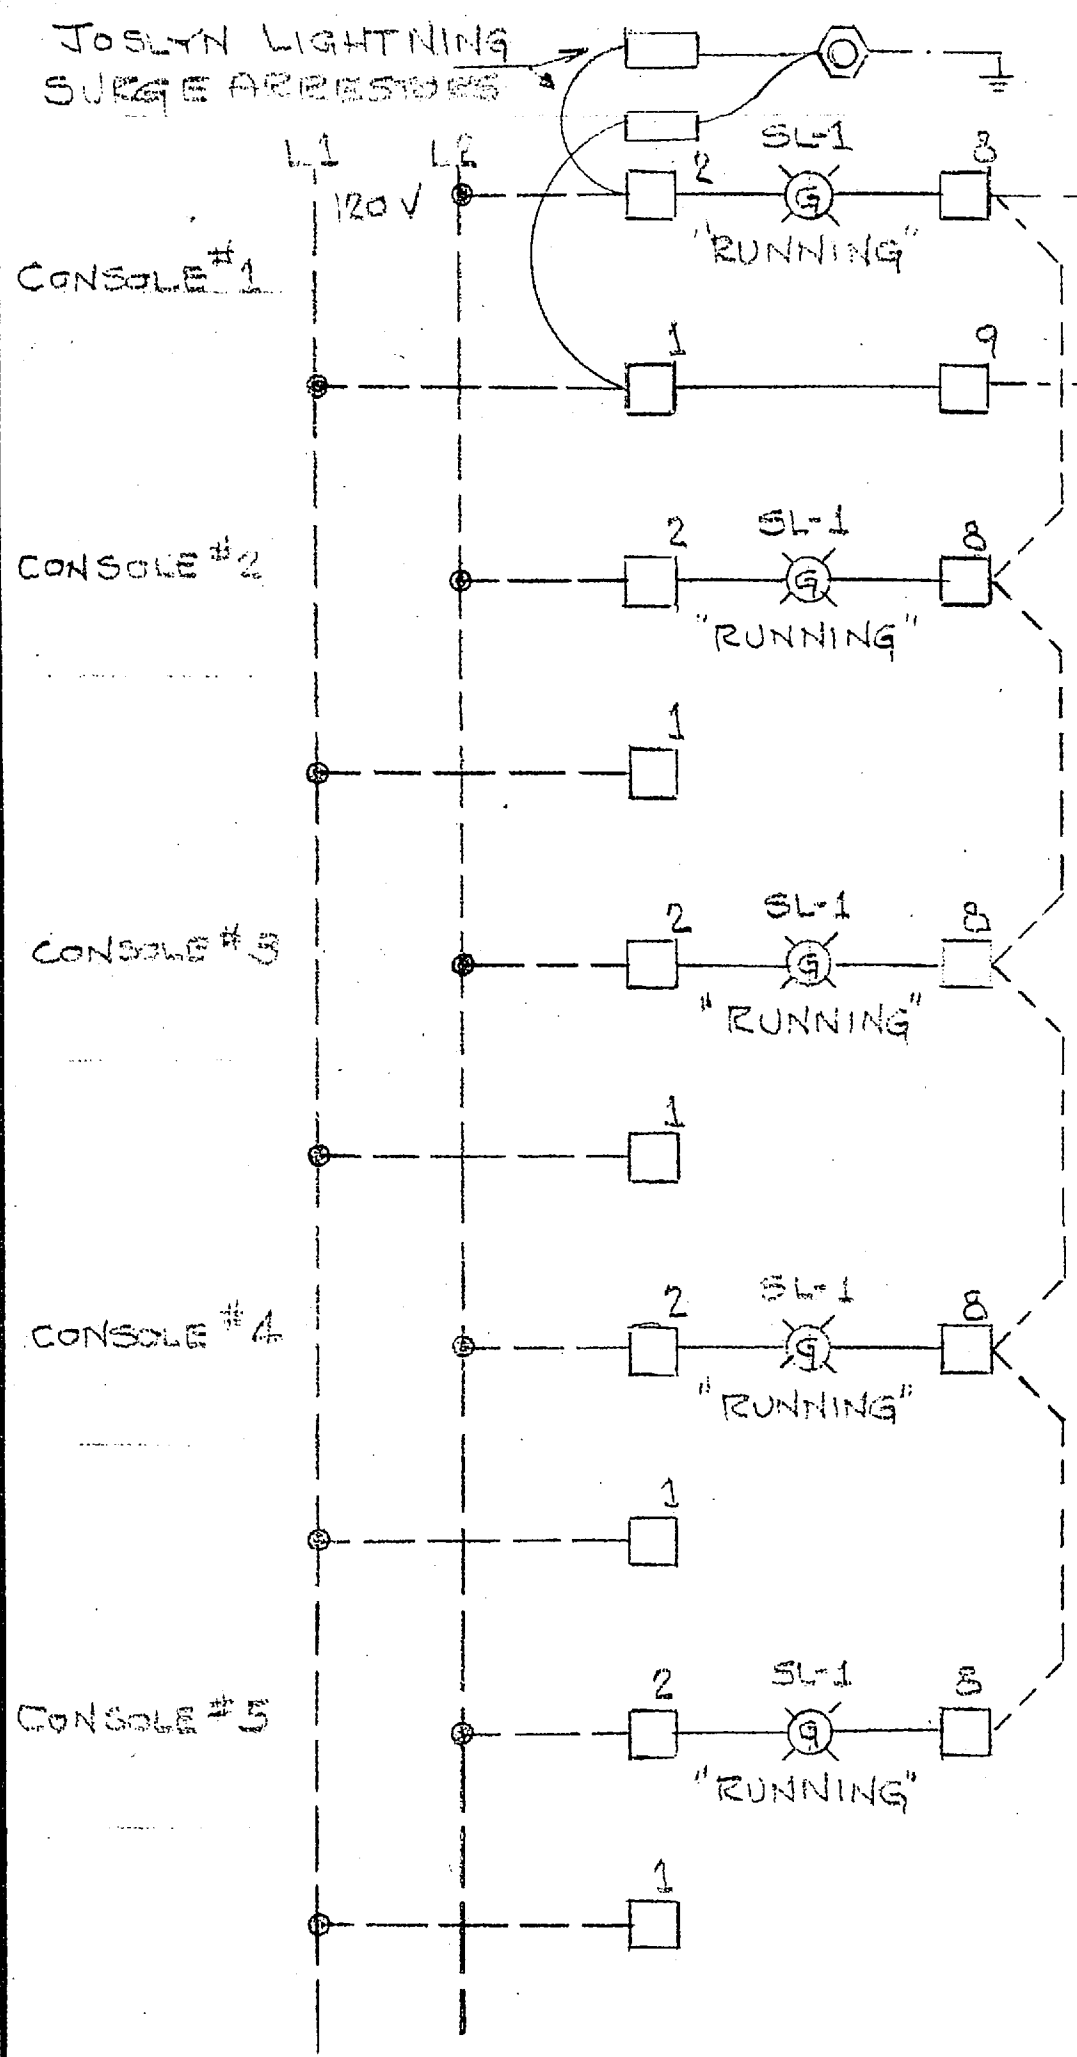 JOSLYN LIGHTNING
SURGE ARRESTORS
L1 L2
120 V
2 SL-1 8
G
"RUNNING"
CONSOLE #1
1 9
CONSOLE #2
2 SL-1 8
G
"RUNNING"
1
CONSOLE #3
2 SL-1 8
G
"RUNNING"
1
CONSOLE #4
2 SL-1 8
G
"RUNNING"
1
CONSOLE #5
2 SL-1 8
G
"RUNNING"
1